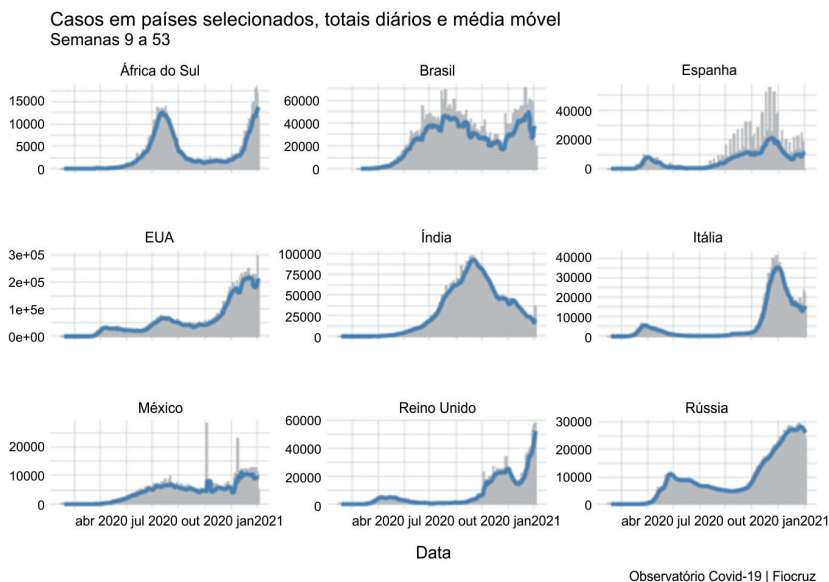 Casos em países selecionados, totais diários e média móvel
Semanas 9 a 53
África do Sul
Brasil
Espanha
15000
10000
5000
0
60000
40000
20000
0
40000
20000
0
EUA
Índia
Itália
3e+05
2e+05
1e+5e
0e+00
100000
75000
50000
25000
0
40000
30000
20000
10000
0
México
Reino Unido
Rússia
20000
10000
0
60000
40000
20000
0
30000
20000
10000
0
abr 2020 jul 2020 out 2020 jan2021
abr 2020 jul 2020 out 2020 jan2021
abr 2020 jul 2020 out 2020 jan2021
Data
Observatório Covid-19 | Fiocruz